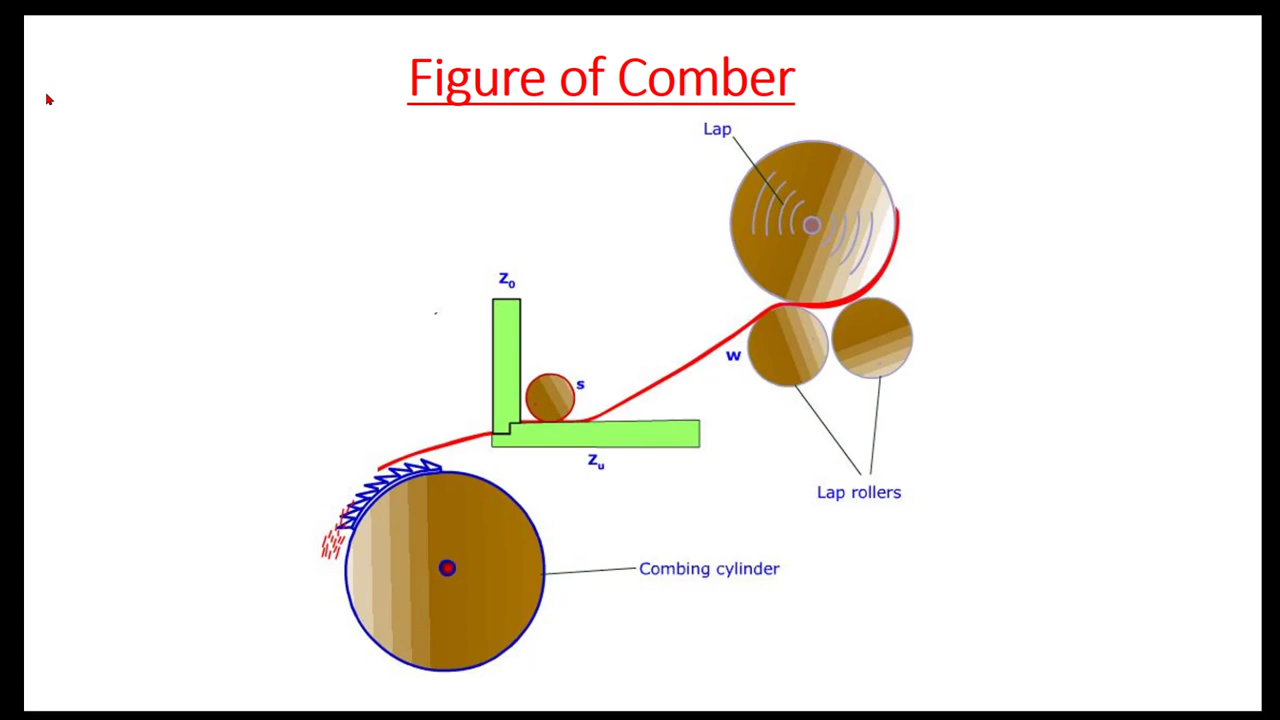 Figure of Comber
Lap
Z₀
s
w
Zᵤ
Lap rollers
Combing cylinder